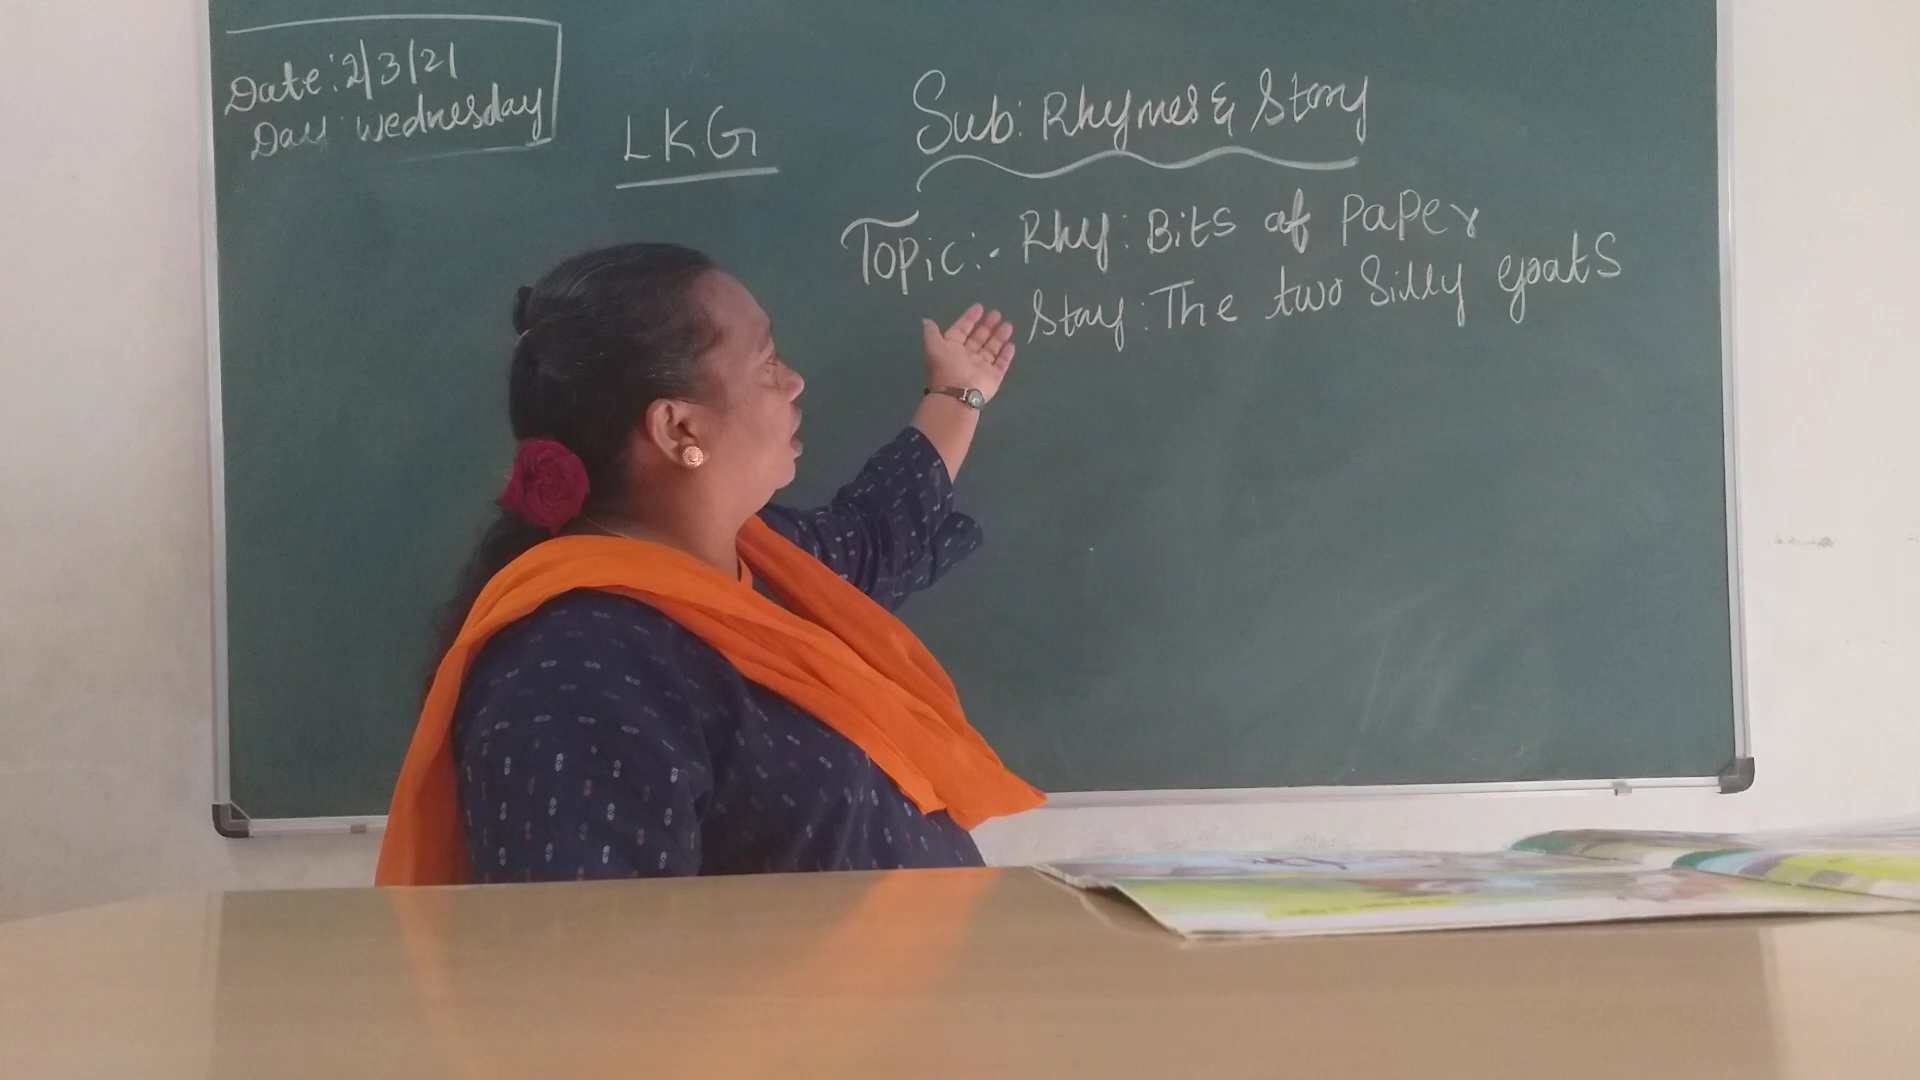 Date: 2/3/21
Day: Wednesday
LKG
Sub: Rhymes & Story
Topic:- Rhy: Bits of paper
Story: The two Silly goats